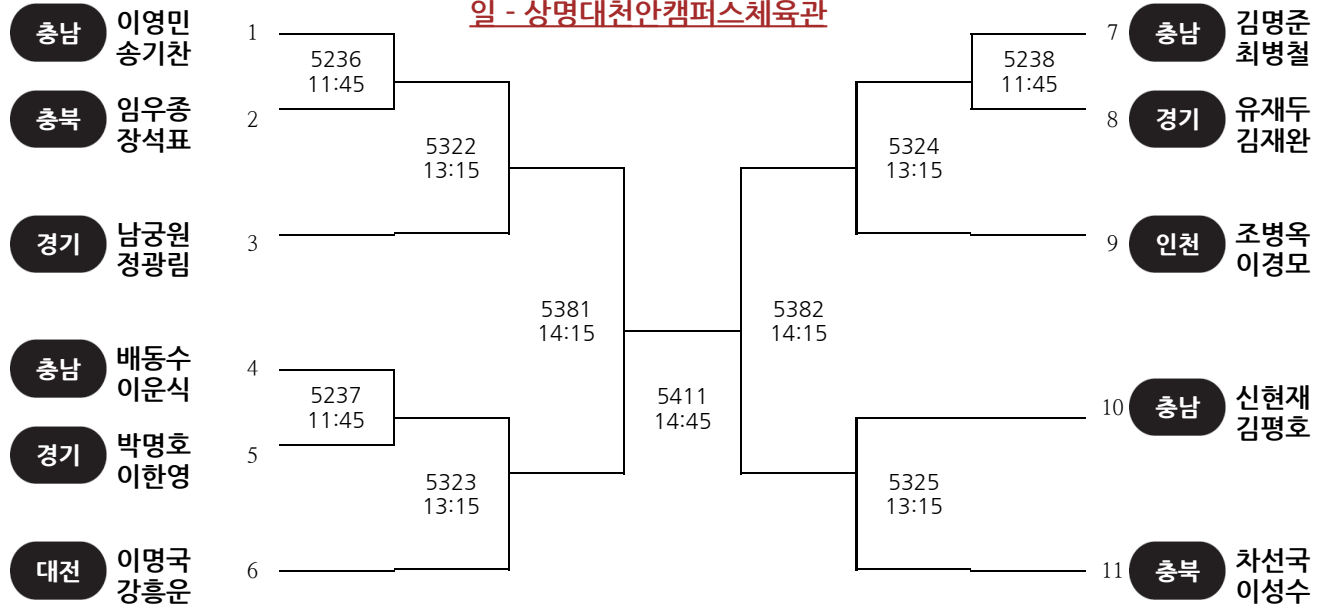 일 - 상명대천안캠퍼스체육관
충남
이영민
송기찬
1
5236
11:45
충북
임우종
장석표
2
5322
13:15
경기
남궁원
정광림
3
5381
14:15
충남
배동수
이운식
4
5237
11:45
경기
박명호
이한영
5
5323
13:15
대전
이명국
강흥운
6
5411
14:45
7
충남
김명준
최병철
5238
11:45
8
경기
유재두
김재완
5324
13:15
9
인천
조병옥
이경모
5382
14:15
10
충남
신현재
김평호
5325
13:15
11
충북
차선국
이성수